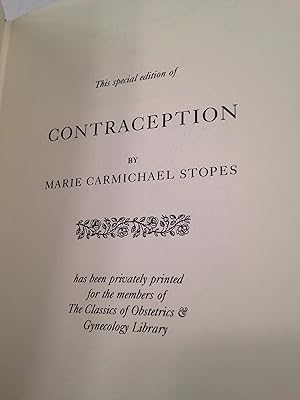 This special edition of
CONTRACEPTION
BY
MARIE CARMICHAEL STOPES
has been privately printed
for the members of
The Classics of Obstetrics &
Gynecology Library